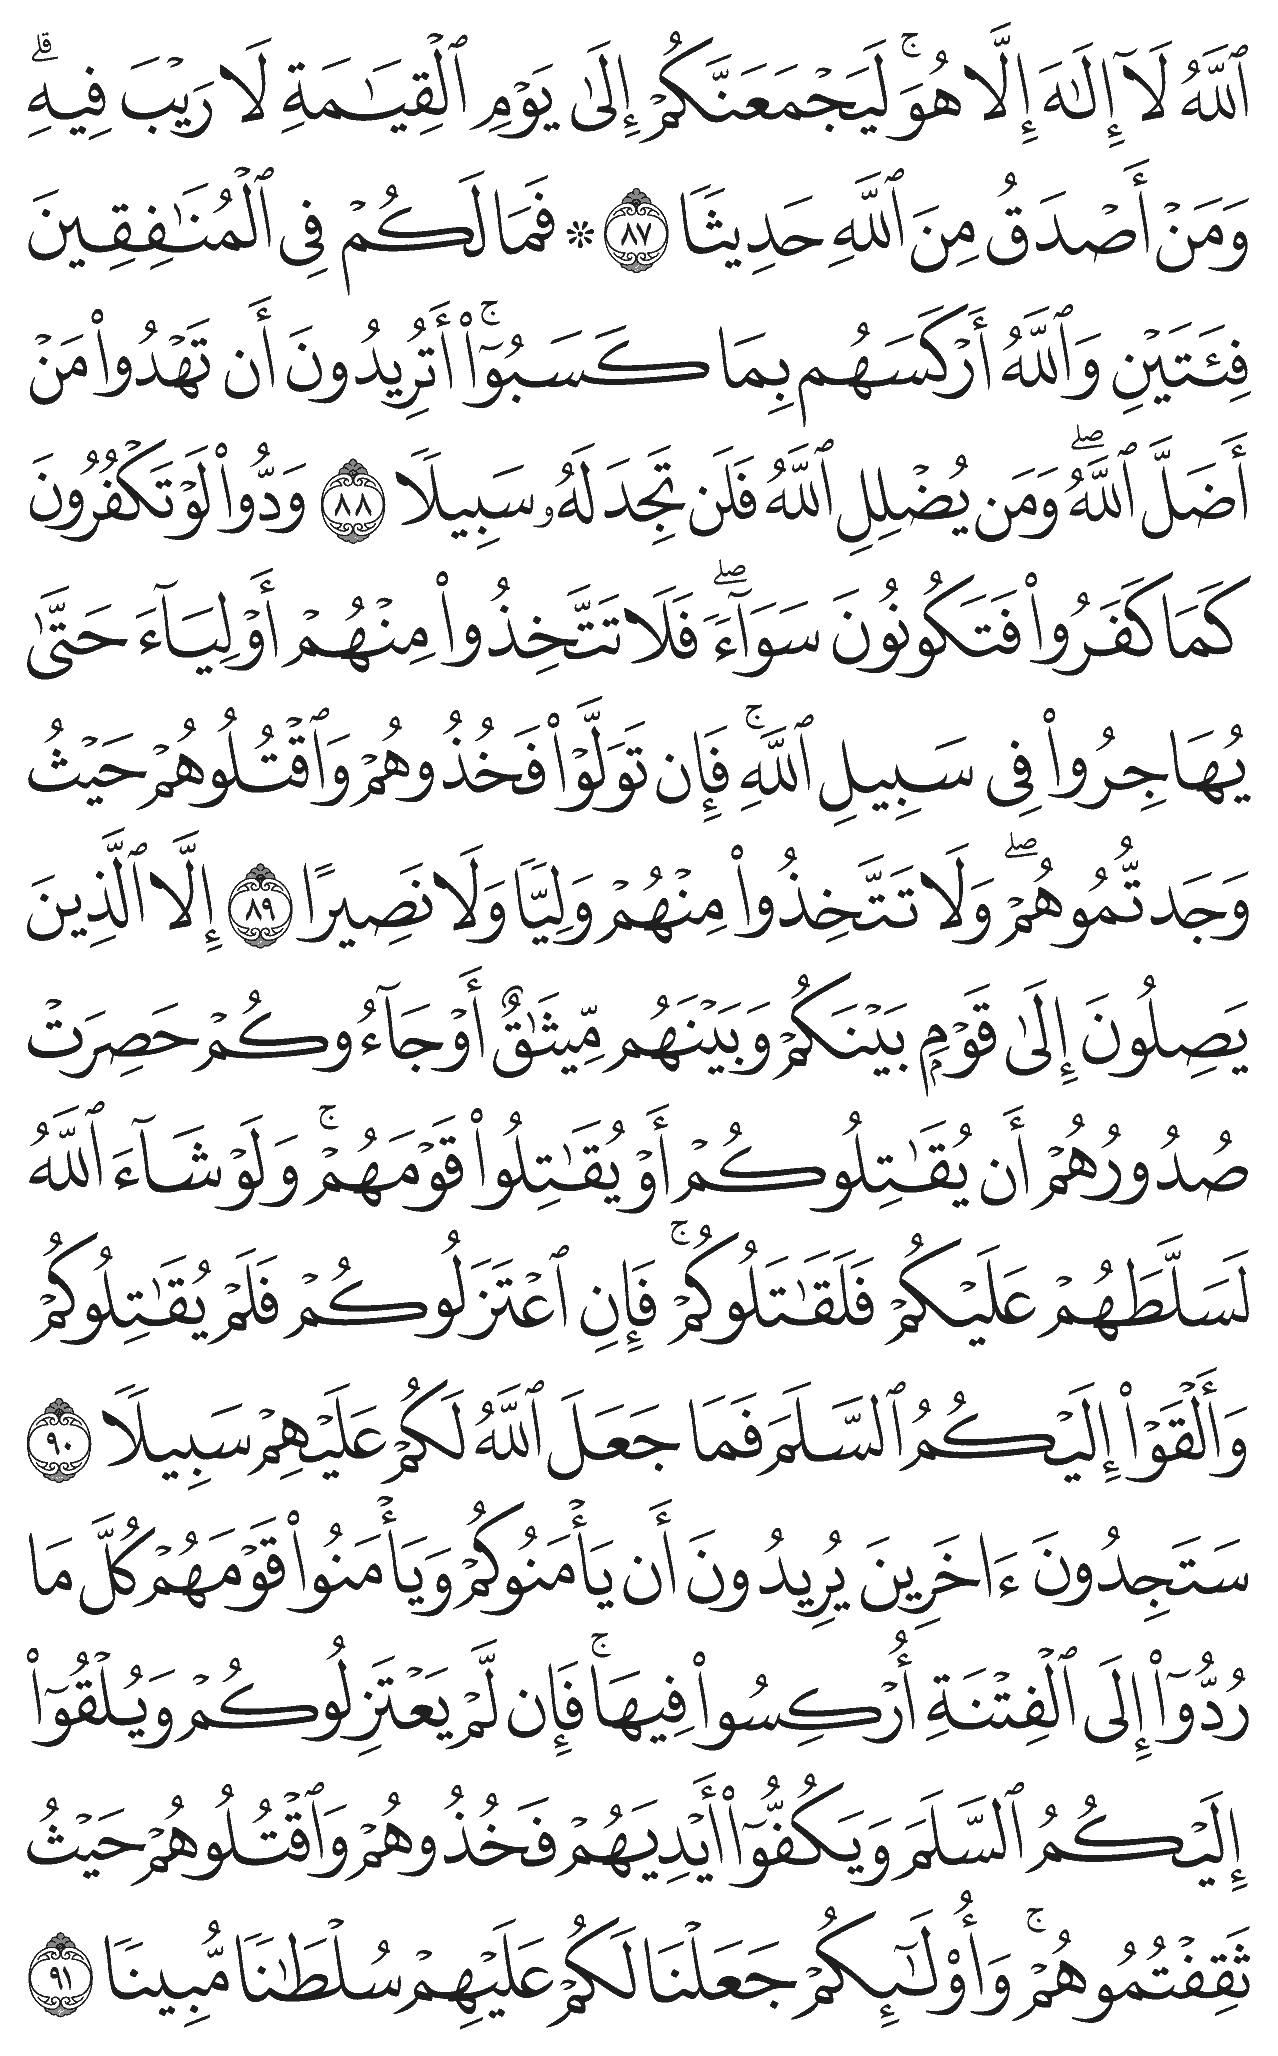 ٱللَّهُ لَآ إِلَـٰهَ إِلَّا هُوَۚ لَيَجْمَعَنَّكُمْ إِلَىٰ يَوْمِ ٱلْقِيَـٰمَةِ لَا رَيْبَ فِيهِۗ
وَمَنْ أَصْدَقُ مِنَ ٱللَّهِ حَدِيثًا ٨٧ ۞ فَمَا لَكُمْ فِى ٱلْمُنَـٰفِقِينَ
فِئَتَيْنِ وَٱللَّهُ أَرْكَسَهُم بِمَا كَسَبُوٓا۟ۚ أَتُرِيدُونَ أَن تَهْدُوا۟ مَنْ
أَضَلَّ ٱللَّهُۖ وَمَن يُضْلِلِ ٱللَّهُ فَلَن تَجِدَ لَهُۥ سَبِيلًا ٨٨ وَدُّوا۟ لَوْ تَكْفُرُونَ
كَمَا كَفَرُوا۟ فَتَكُونُونَ سَوَآءًۖ فَلَا تَتَّخِذُوا۟ مِنْهُمْ أَوْلِيَآءَ حَتَّىٰ
يُهَاجِرُوا۟ فِى سَبِيلِ ٱللَّهِۚ فَإِن تَوَلَّوْا۟ فَخُذُوهُمْ وَٱقْتُلُوهُمْ حَيْثُ
وَجَدتُّمُوهُمْۖ وَلَا تَتَّخِذُوا۟ مِنْهُمْ وَلِيًّا وَلَا نَصِيرًا ٨٩ إِلَّا ٱلَّذِينَ
يَصِلُونَ إِلَىٰ قَوْمٍۭ بَيْنَكُمْ وَبَيْنَهُم مِّيثَـٰقٌ أَوْ جَآءُوكُمْ حَصِرَتْ
صُدُورُهُمْ أَن يُقَـٰتِلُوكُمْ أَوْ يُقَـٰتِلُوا۟ قَوْمَهُمْۚ وَلَوْ شَآءَ ٱللَّهُ
لَسَلَّطَهُمْ عَلَيْكُمْ فَلَقَـٰتَلُوكُمْۚ فَإِنِ ٱعْتَزَلُوكُمْ فَلَمْ يُقَـٰتِلُوكُمْ
وَأَلْقَوْا۟ إِلَيْكُمُ ٱلسَّلَمَ فَمَا جَعَلَ ٱللَّهُ لَكُمْ عَلَيْهِمْ سَبِيلًا ٩٠
سَتَجِدُونَ ءَاخَرِينَ يُرِيدُونَ أَن يَأْمَنُوكُمْ وَيَأْمَنُوا۟ قَوْمَهُمْ كُلَّ مَا
رُدُّوٓا۟ إِلَى ٱلْفِتْنَةِ أُرْكِسُوا۟ فِيهَاۚ فَإِن لَّمْ يَعْتَزِلُوكُمْ وَيُلْقُوٓا۟
إِلَيْكُمُ ٱلسَّلَمَ وَيَكُفُّوٓا۟ أَيْدِيَهُمْ فَخُذُوهُمْ وَٱقْتُلُوهُمْ حَيْثُ
ثَقِفْتُمُوهُمْۚ وَأُو۟لَـٰٓئِكُمْ جَعَلْنَا لَكُمْ عَلَيْهِمْ سُلْطَـٰنًا مُّبِينًا ٩١